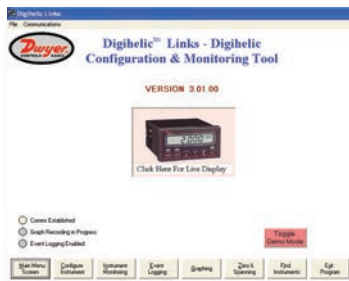 Digihelic Links
File Communications
Dwyer
Digihelic™ Links - Digihelic
Configuration & Monitoring Tool
VERSION 3.01.00
Click Here For Live Display
Comms Established
Graph Recording in Progress
Event Logging Enabled
Toggle
Demo Mode
Main Menu
Screen
Configure
Instrument
Instrument
Monitoring
Event
Logging
Graphing
Zero &
Spanning
Find
Instruments
Exit
Program